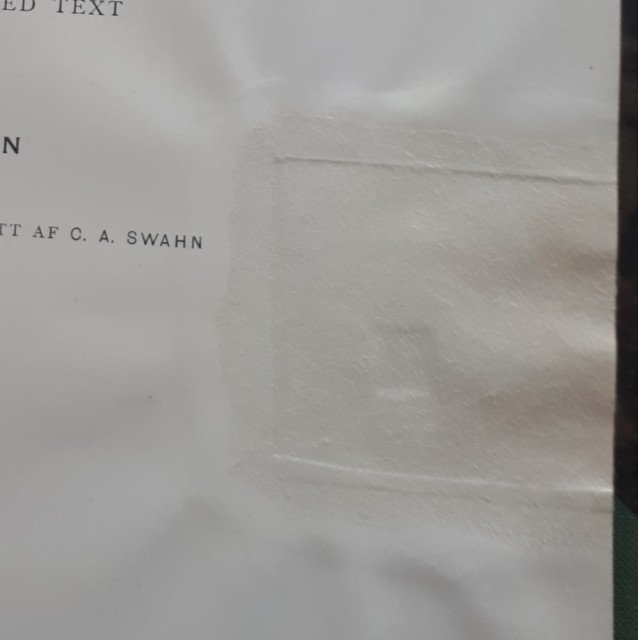 ED TEXT
N
TT AF C. A. SWAHN